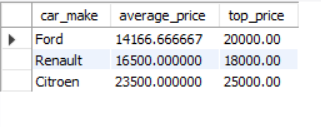 car_make average_price top_price
Ford 14166.666667 20000.00
Renault 16500.000000 18000.00
Citroen 23500.000000 25000.00